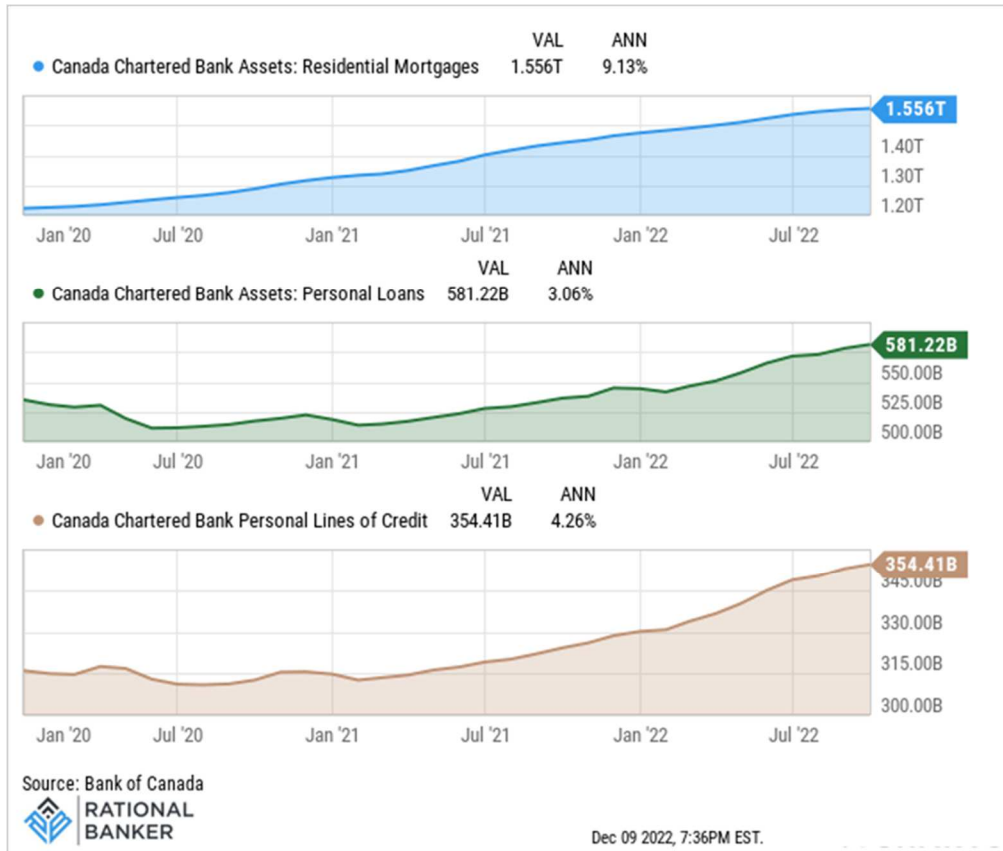 VAL ANN
Canada Chartered Bank Assets: Residential Mortgages 1.556T 9.13%
1.556T
1.40T
1.30T
1.20T
Jan '20 Jul '20 Jan '21 Jul '21 Jan '22 Jul '22
VAL ANN
Canada Chartered Bank Assets: Personal Loans 581.22B 3.06%
581.22B
550.00B
525.00B
500.00B
Jan '20 Jul '20 Jan '21 Jul '21 Jan '22 Jul '22
VAL ANN
Canada Chartered Bank Personal Lines of Credit 354.41B 4.26%
354.41B
345.00B
330.00B
315.00B
300.00B
Jan '20 Jul '20 Jan '21 Jul '21 Jan '22 Jul '22
Source: Bank of Canada
RATIONAL
BANKER
Dec 09 2022, 7:36PM EST.